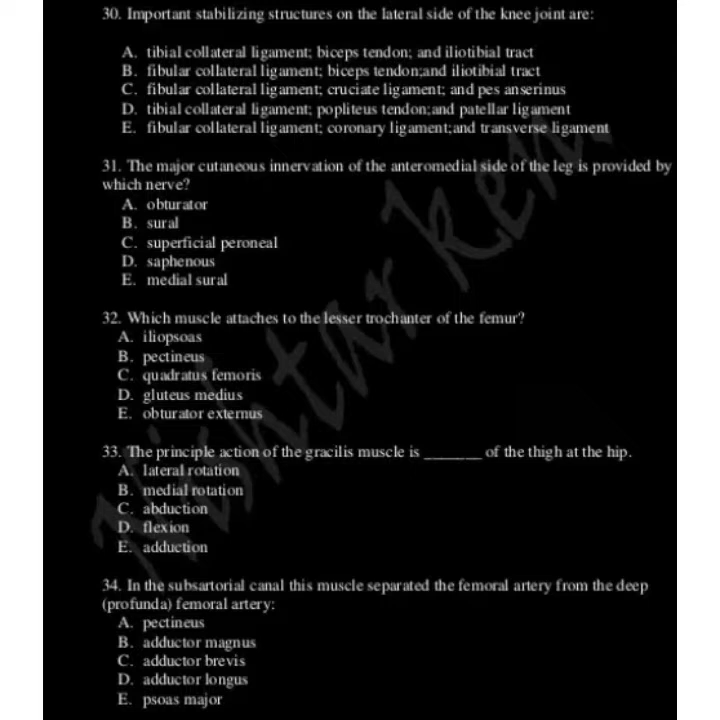 30. Important stabilizing structures on the lateral side of the knee joint are:
A. tibial collateral ligament; biceps tendon; and iliotibial tract
B. fibular collateral ligament; biceps tendon;and iliotibial tract
C. fibular collateral ligament; cruciate ligament; and pes anserinus
D. tibial collateral ligament; popliteus tendon;and patellar ligament
E. fibular collateral ligament; coronary ligament;and transverse ligament
31. The major cutaneous innervation of the anteromedial side of the leg is provided by
which nerve?
A. obturator
B. sural
C. superficial peroneal
D. saphenous
E. medial sural
32. Which muscle attaches to the lesser trochanter of the femur?
A. iliopsoas
B. pectineus
C. quadratus femoris
D. gluteus medius
E. obturator externus
33. The principle action of the gracilis muscle is _______ of the thigh at the hip.
A. lateral rotation
B. medial rotation
C. abduction
D. flexion
E. adduction
34. In the subsartorial canal this muscle separated the femoral artery from the deep
(profunda) femoral artery:
A. pectineus
B. adductor magnus
C. adductor brevis
D. adductor longus
E. psoas major